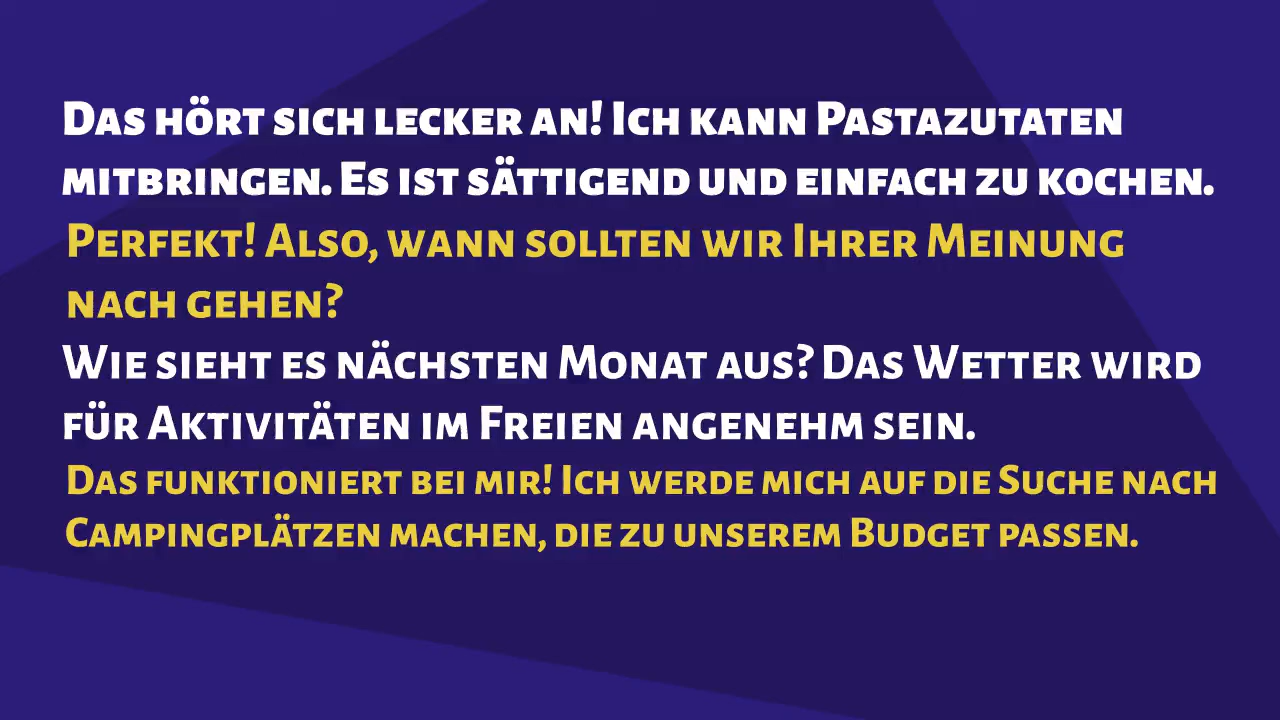 Das hört sich lecker an! Ich kann Pastazutaten
mitbringen. Es ist sättigend und einfach zu kochen.
Perfekt! Also, wann sollten wir Ihrer Meinung
nach gehen?
Wie sieht es nächsten Monat aus? Das Wetter wird
für Aktivitäten im Freien angenehm sein.
Das funktioniert bei mir! Ich werde mich auf die Suche nach
Campingplätzen machen, die zu unserem Budget passen.